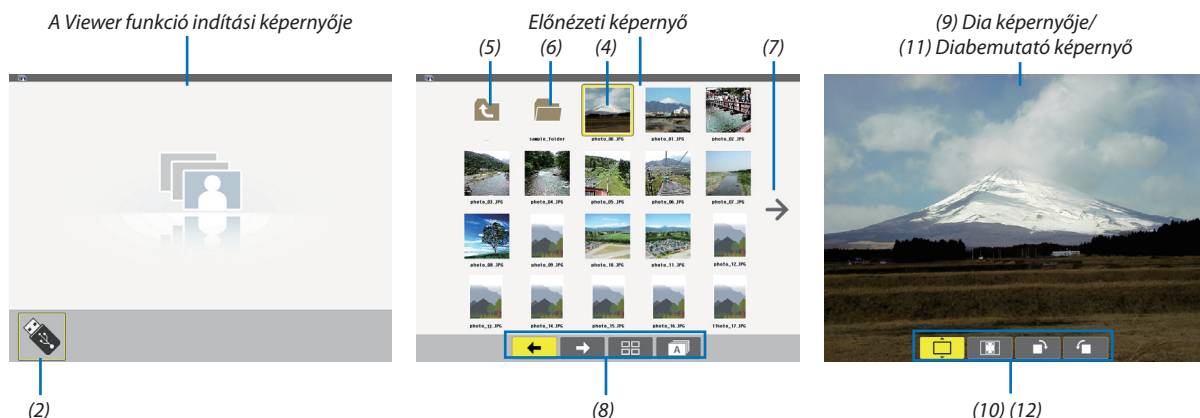 A Viewer funkció indítási képernyője
Előnézeti képernyő
(5) (6) (4) (7)
(9) Dia képernyője/
(11) Diabemutató képernyő
sample_folder photo_00.JPG photo_01.JPG photo_02.JPG
photo_03.JPG photo_04.JPG photo_05.JPG photo_06.JPG photo_07.JPG
photo_08.JPG photo_09.JPG photo_10.JPG photo_11.JPG photo_12.JPG
photo_13.JPG photo_14.JPG photo_15.JPG photo_16.JPG
A
(2)
(8)
(10) (12)